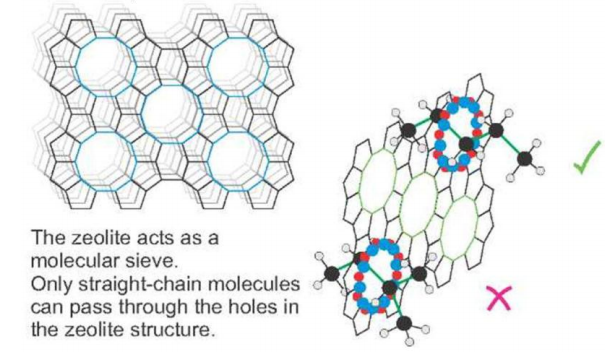 The zeolite acts as a
molecular sieve.
Only straight-chain molecules
can pass through the holes in
the zeolite structure.